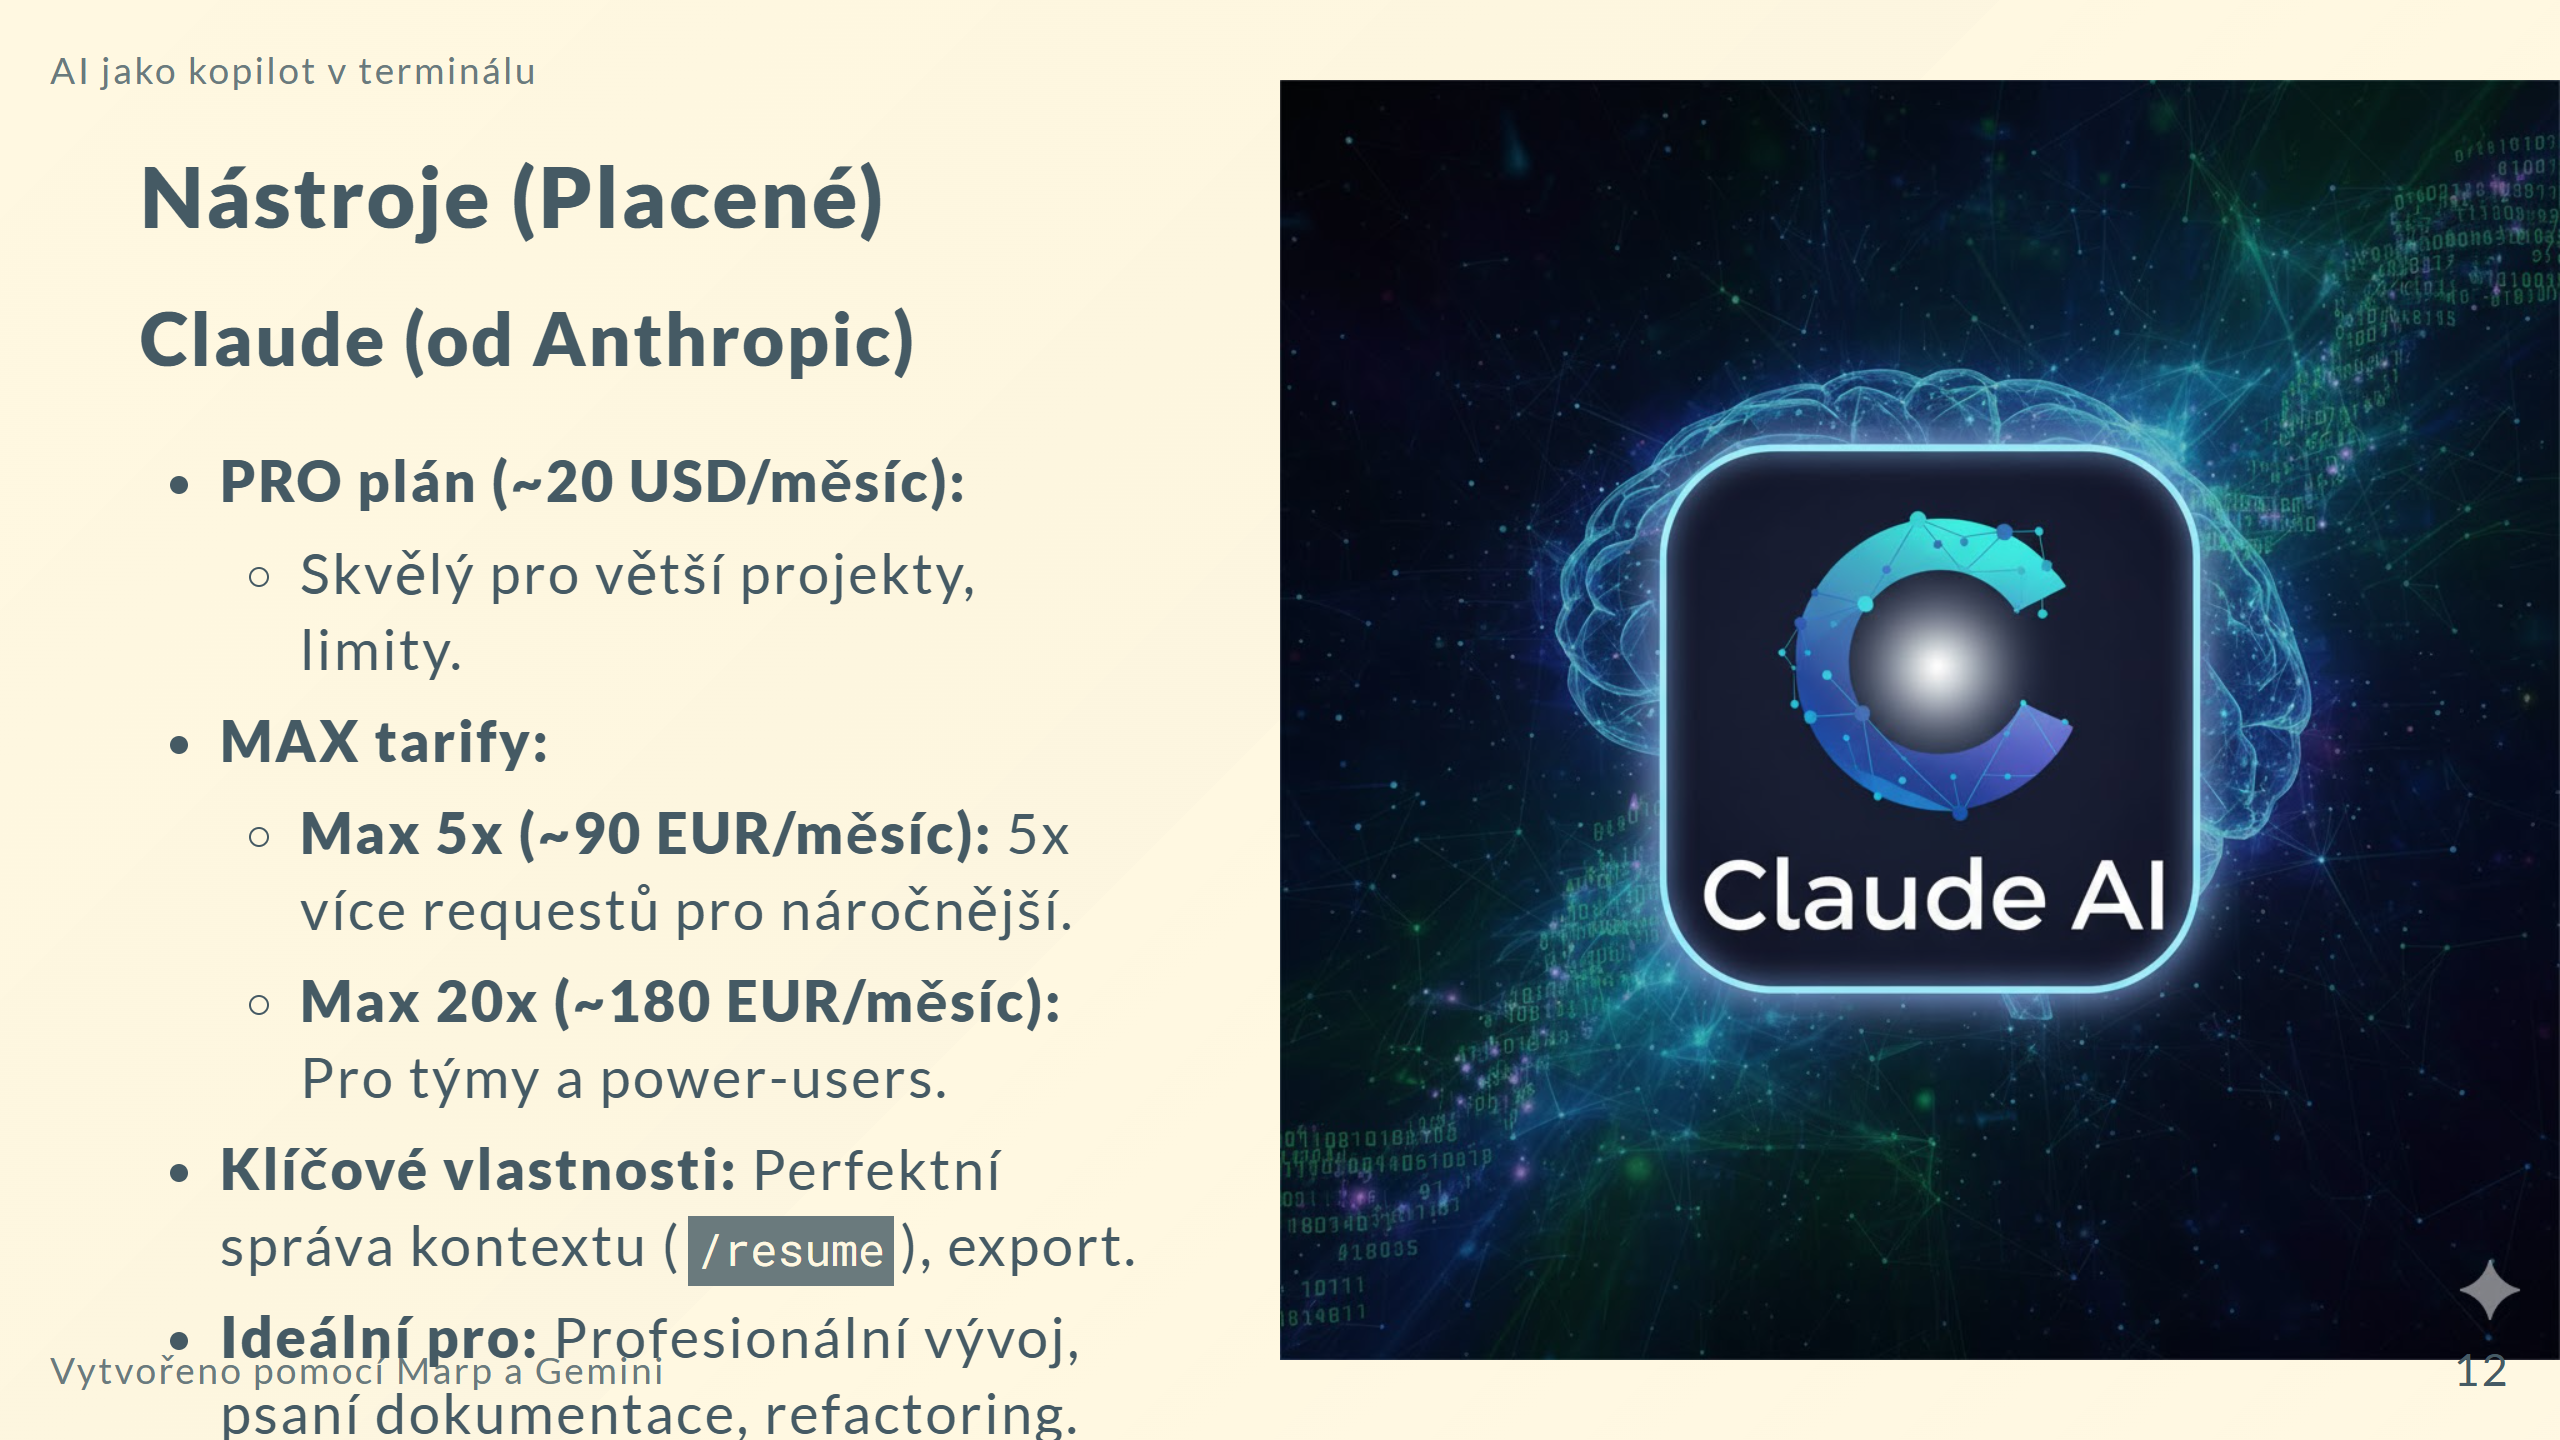 AI jako kopilot v terminálu
Nástroje (Placené)
Claude (od Anthropic)
• PRO plán (~20 USD/měsíc):
○ Skvělý pro větší projekty,
limity.
• MAX tarify:
○ Max 5x (~90 EUR/měsíc): 5x
více requestů pro náročnější.
○ Max 20x (~180 EUR/měsíc):
Pro týmy a power-users.
• Klíčové vlastnosti: Perfektní
správa kontextu ( /resume ), export.
• Ideální pro: Profesionální vývoj,
psaní dokumentace, refactoring.
Vytvořeno pomocí Marp a Gemini
Claude AI
12